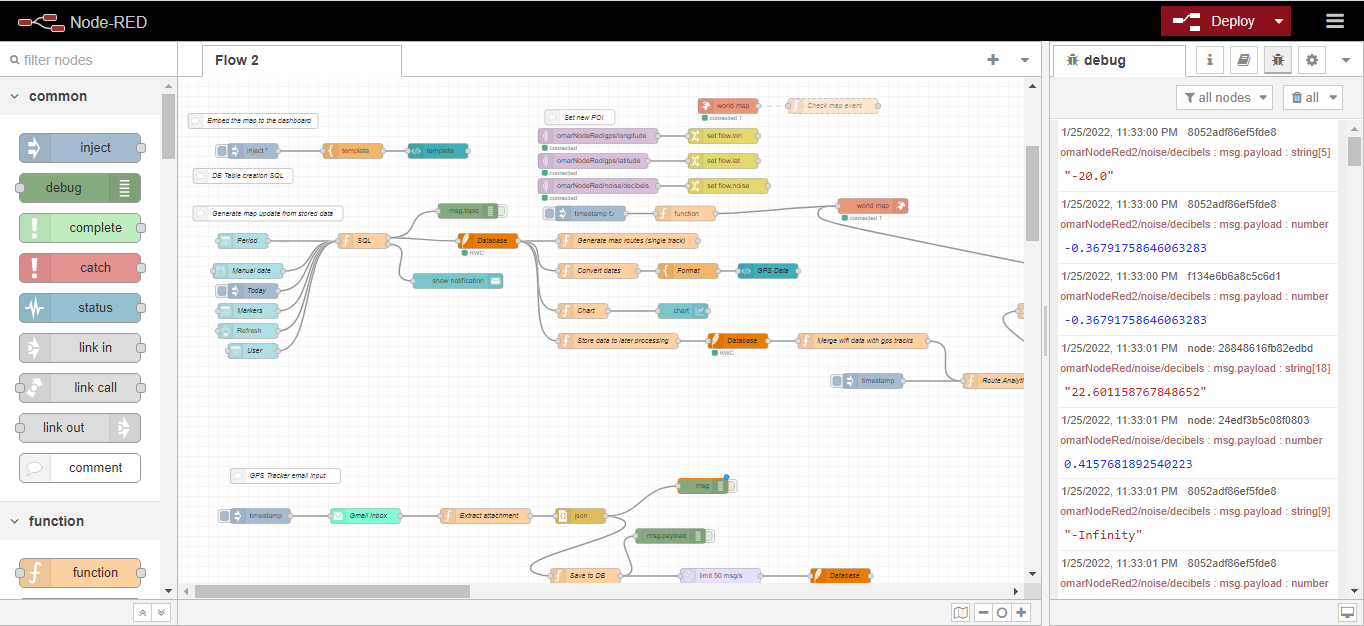 Node-RED
Deploy
filter nodes
Flow 2
debug
common
all nodes
all
inject
debug
complete
catch
status
link in
link call
link out
comment
function
function
Embed the map to the dashboard
inject ¹
template
template
DB Table creation SQL
Generate map update from stored data
Period
Manual date
Today
Markers
Refresh
User
SQL
msg.topic
Database
RWC
show notification
Set new POI
omarNodeRed/gps/longitude
connected
set flow.lon
omarNodeRed/gps/latitude
connected
set flow.lat
omarNodeRed/noise/decibels
connected
set flow.noise
world map
connected 1
Check map event
timestamp ↻
function
world map
connected 1
Generate map routes (single track)
Convert dates
Format
GPS Data
Chart
chart
Store data to later processing
Database
RWC
Merge wifi data with gps tracks
timestamp
Route Analyti
GPS Tracker email input
timestamp
Gmail Inbox
Extract attachment
json
msg
msg.payload
Save to DB
limit 50 msg/s
Database
1/25/2022, 11:33:00 PM 8052adf86ef5fde8
omarNodeRed2/noise/decibels : msg.payload : string[5]
"-20.0"
1/25/2022, 11:33:00 PM 8052adf86ef5fde8
omarNodeRed2/noise/decibels : msg.payload : number
-0.36791758646063283
1/25/2022, 11:33:00 PM f134e6b6a8c5c6d1
omarNodeRed2/noise/decibels : msg.payload : number
-0.36791758646063283
1/25/2022, 11:33:01 PM node: 28848616fb82edbd
omarNodeRed/noise/decibels : msg.payload : string[18]
"22.601158767848652"
1/25/2022, 11:33:01 PM node: 24edf3b5c08f0803
omarNodeRed/noise/decibels : msg.payload : number
0.4157681892540223
1/25/2022, 11:33:01 PM 8052adf86ef5fde8
omarNodeRed2/noise/decibels : msg.payload : string[9]
"-Infinity"
1/25/2022, 11:33:01 PM 8052adf86ef5fde8
omarNodeRed2/noise/decibels : msg.payload : number